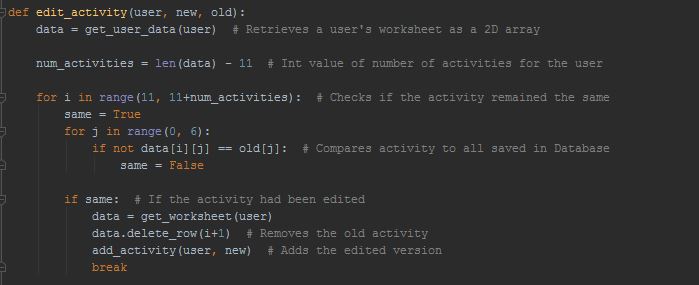 def edit_activity(user, new, old):
    data = get_user_data(user)  # Retrieves a user's worksheet as a 2D array
    num_activities = len(data) - 11  # Int value of number of activities for the user
    for i in range(11, 11+num_activities):  # Checks if the activity remained the same
        same = True
        for j in range(0, 6):
            if not data[i][j] == old[j]:  # Compares activity to all saved in Database
                same = False
        if same:  # If the activity had been edited
            data = get_worksheet(user)
            data.delete_row(i+1)  # Removes the old activity
            add_activity(user, new)  # Adds the edited version
            break